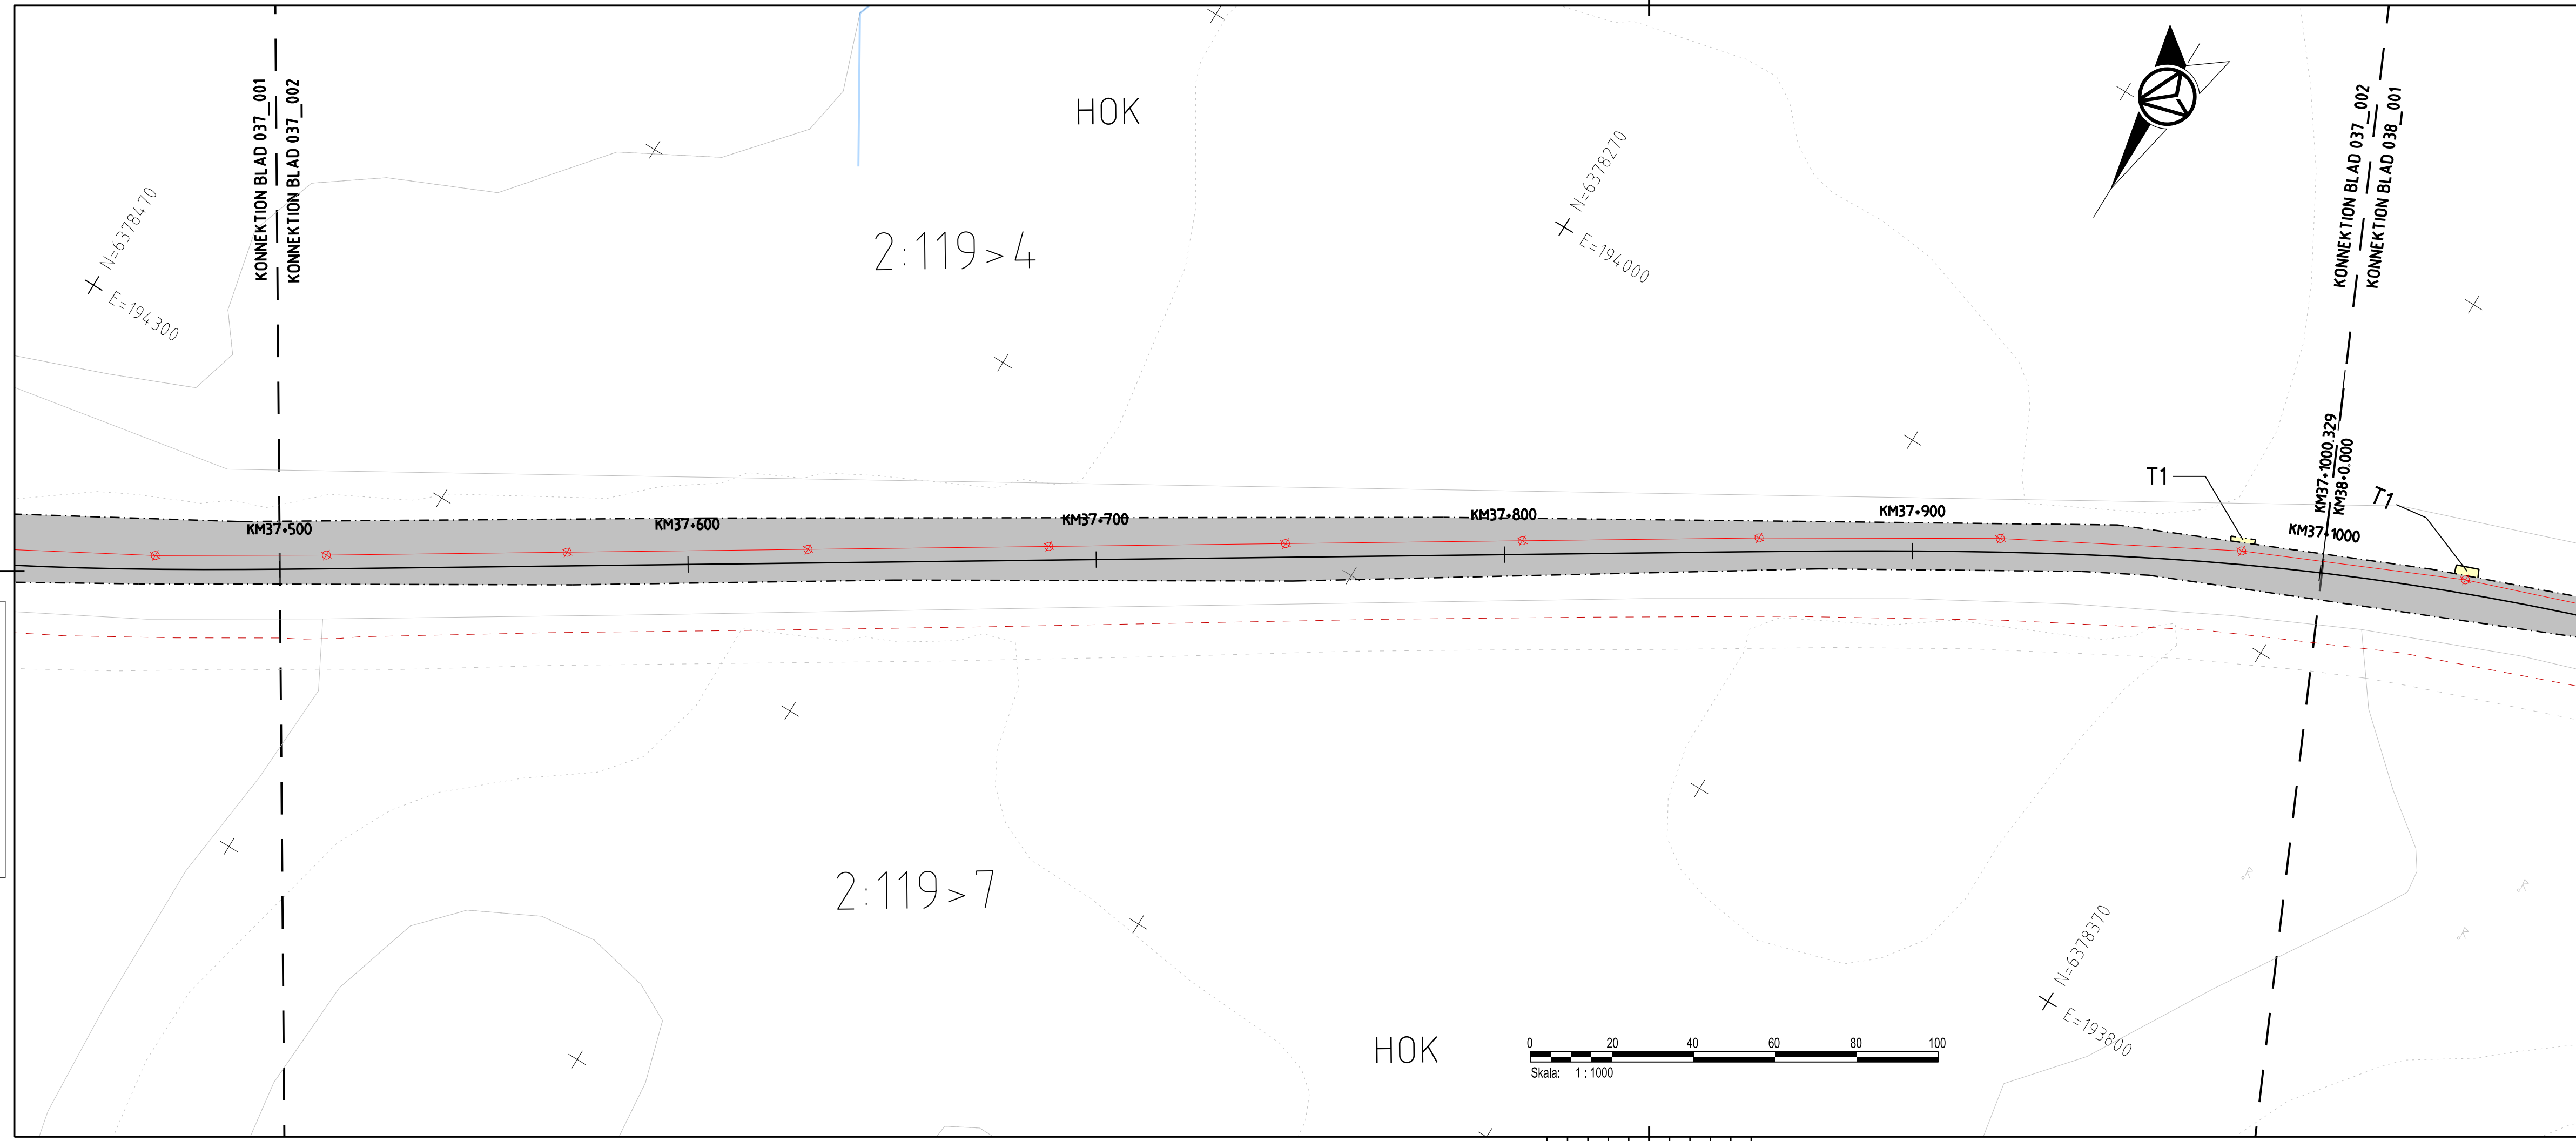 KONNEKTION BLAD 037_001
KONNEKTION BLAD 037_002
HOK
KONNEKTION BLAD 037_002
KONNEKTION BLAD 038_001
N=6378470
E=194300
2:119>4
N=6378270
E=194000
KM37+1000.329
KM38+0.000
T1
T1
KM37+500
KM37+600
KM37+700
KM37+800
KM37+900
KM37+1000
2:119>7
N=6378370
E=193800
HOK
0 20 40 60 80 100
Skala: 1 : 1000